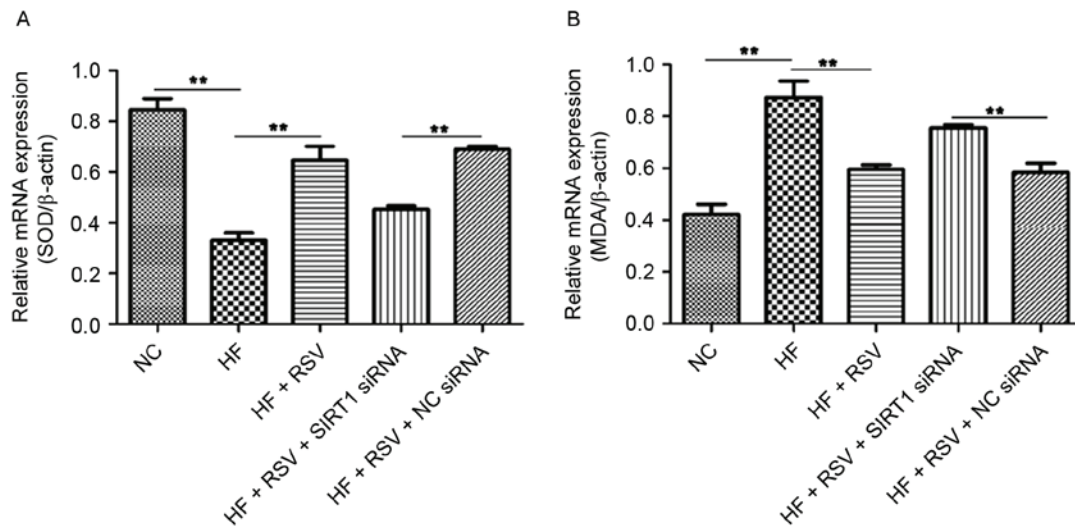 A
Relative mRNA expression
(SOD/β-actin)
1.0
0.8
0.6
0.4
0.2
0.0
**
**
**
NC
HF
HF + RSV
HF + RSV + SIRT1 siRNA
HF + RSV + NC siRNA
B
Relative mRNA expression
(MDA/β-actin)
1.0
0.8
0.6
0.4
0.2
0.0
**
**
**
NC
HF
HF + RSV
HF + RSV + SIRT1 siRNA
HF + RSV + NC siRNA